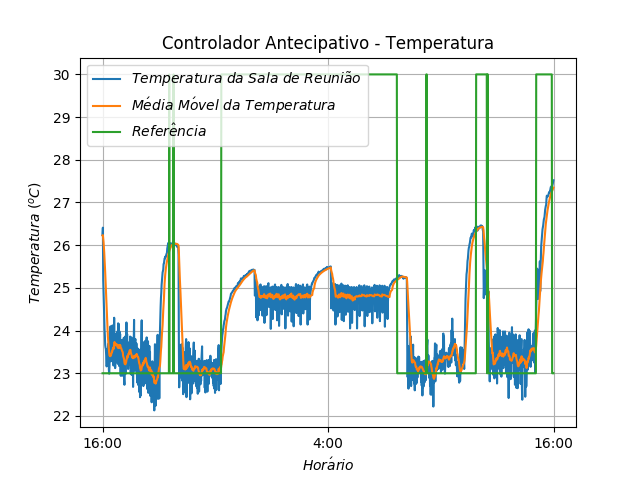 Controlador Antecipativo - Temperatura
30
29
28
27
26
25
24
23
22
Temperatura (°C)
Temperatura da Sala de Reunião
Média Móvel da Temperatura
Referência
16:00
4:00
16:00
Horário